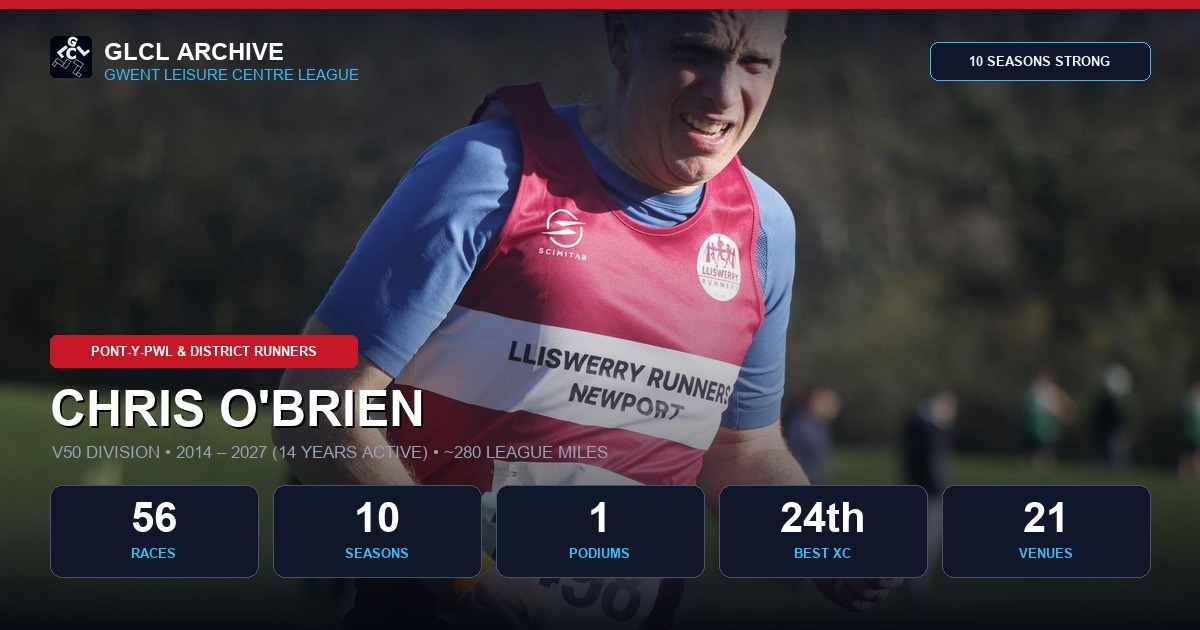 GLCL ARCHIVE
GWENT LEISURE CENTRE LEAGUE
10 SEASONS STRONG
SCIMITAR
LLISWERRY
RUNNERS
LLISWERRY RUNNERS
NEWPORT
PONT-Y-PWL & DISTRICT RUNNERS
CHRIS O'BRIEN
V50 DIVISION • 2014 – 2027 (14 YEARS ACTIVE) • ~280 LEAGUE MILES
56
RACES
10
SEASONS
1
PODIUMS
24th
BEST XC
21
VENUES